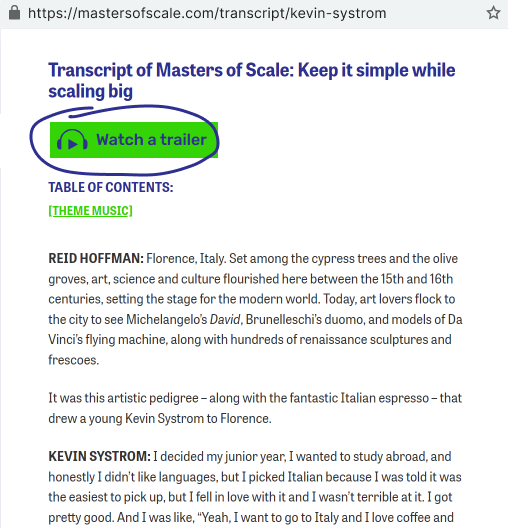 https://mastersofscale.com/transcript/kevin-systrom
Transcript of Masters of Scale: Keep it simple while
scaling big
Watch a trailer
TABLE OF CONTENTS:
[THEME MUSIC]
REID HOFFMAN: Florence, Italy. Set among the cypress trees and the olive
groves, art, science and culture flourished here between the 15th and 16th
centuries, setting the stage for the modern world. Today, art lovers flock to
the city to see Michelangelo's David, Brunelleschi's duomo, and models of Da
Vinci's flying machine, along with hundreds of renaissance sculptures and
frescoes.
It was this artistic pedigree – along with the fantastic Italian espresso – that
drew a young Kevin Systrom to Florence.
KEVIN SYSTROM: I decided my junior year, I wanted to study abroad, and
honestly I didn't like languages, but I picked Italian because I was told it was
the easiest to pick up, but I fell in love with it and I wasn't terrible at it. I got
pretty good. And I was like, “Yeah, I want to go to Italy and I love coffee and